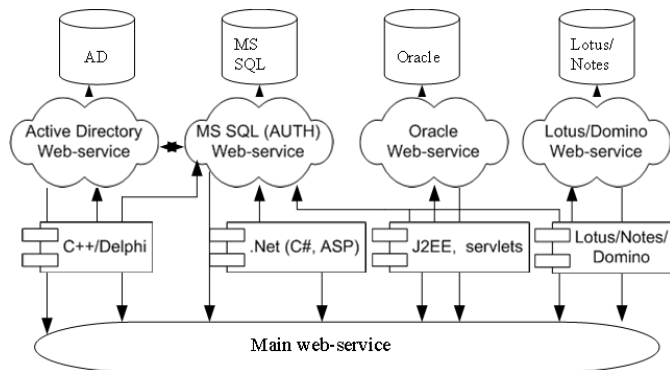 AD
MS
SQL
Oracle
Lotus/
Notes
Active Directory
Web-service
MS SQL (AUTH)
Web-service
Oracle
Web-service
Lotus/Domino
Web-service
C++/Delphi
.Net (C#, ASP)
J2EE, servlets
Lotus/Notes/
Domino
Main web-service